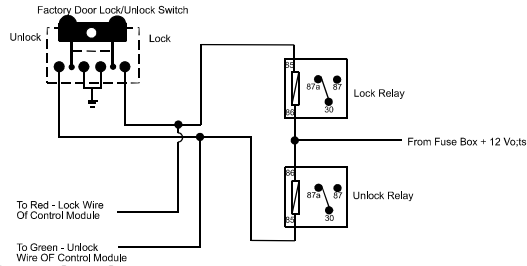 Factory Door Lock/Unlock Switch
Unlock
Lock
85
87a
87
30
86
Lock Relay
From Fuse Box + 12 Vo;ts
86
87a
87
30
85
Unlock Relay
To Red - Lock Wire
Of Control Module
To Green - Unlock
Wire OF Control Module